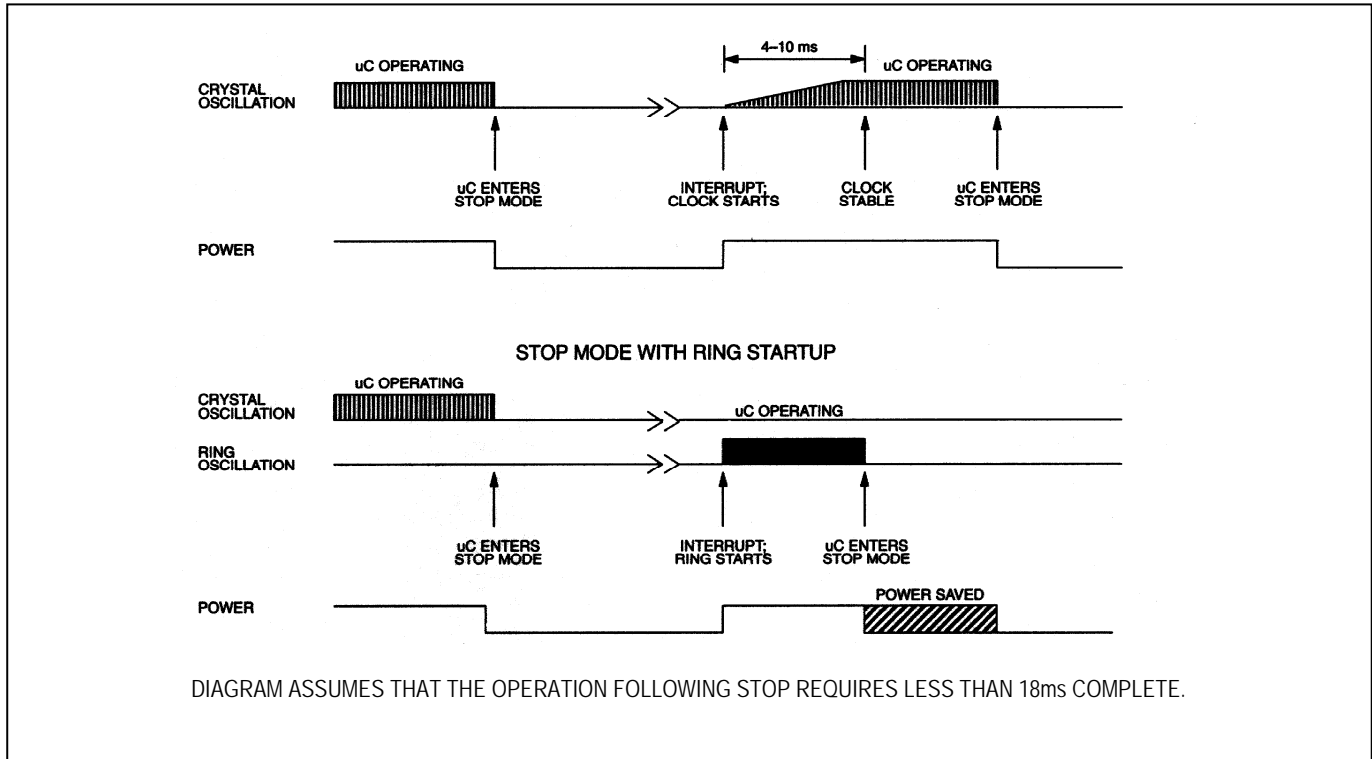 4–10 ms
uC OPERATING
uC OPERATING
CRYSTAL
OSCILLATION
uC ENTERS
STOP MODE
INTERRUPT;
CLOCK STARTS
CLOCK
STABLE
uC ENTERS
STOP MODE
POWER
STOP MODE WITH RING STARTUP
uC OPERATING
CRYSTAL
OSCILLATION
uC OPERATING
RING
OSCILLATION
uC ENTERS
STOP MODE
INTERRUPT;
RING STARTS
uC ENTERS
STOP MODE
POWER
POWER SAVED
DIAGRAM ASSUMES THAT THE OPERATION FOLLOWING STOP REQUIRES LESS THAN 18ms COMPLETE.